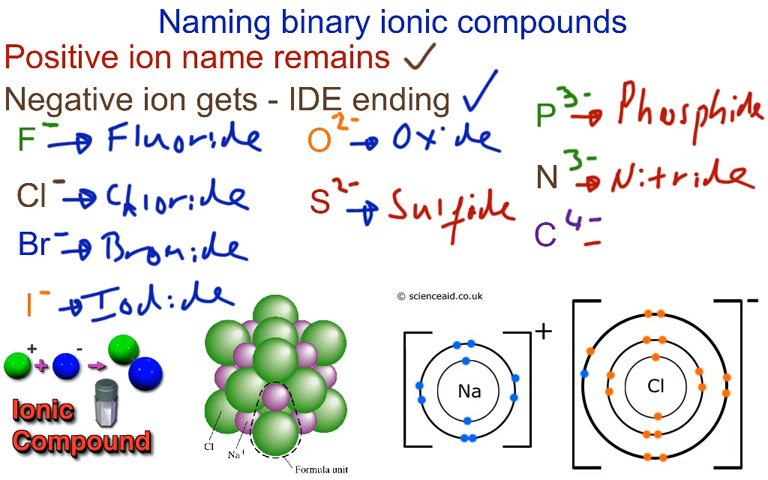 Naming binary ionic compounds
Positive ion name remains ✓
Negative ion gets - IDE ending ✓
F⁻ → Fluoride
Cl⁻ → Chloride
Br⁻ → Bromide
I⁻ → Iodide
O²⁻ → Oxide
S²⁻ → Sulfide
P³⁻ → Phosphide
N³⁻ → Nitride
C⁴⁻
+ + - →
Ionic
Compound
Cl
Na⁺
Formula unit
© scienceaid.co.uk
Na +
Cl −